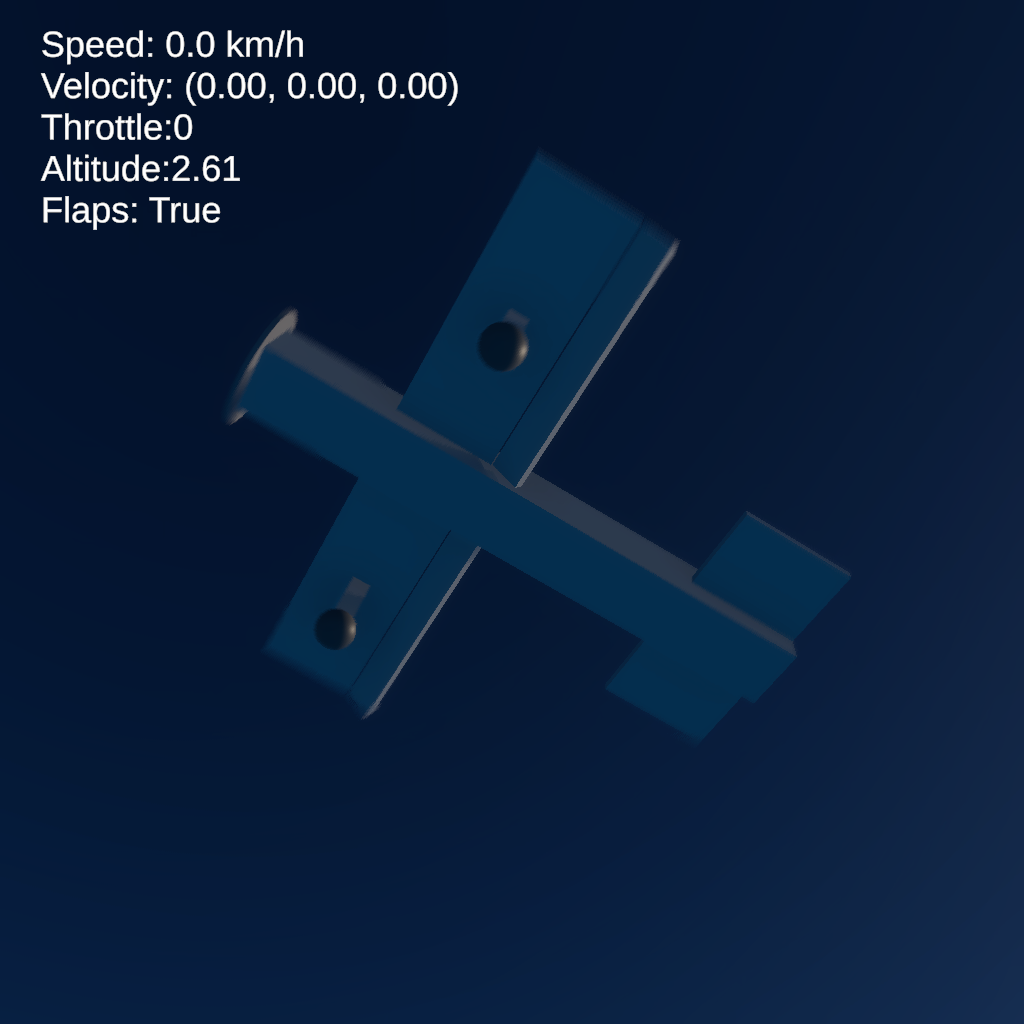 Speed: 0.0 km/h
Velocity: (0.00, 0.00, 0.00)
Throttle:0
Altitude:2.61
Flaps: True